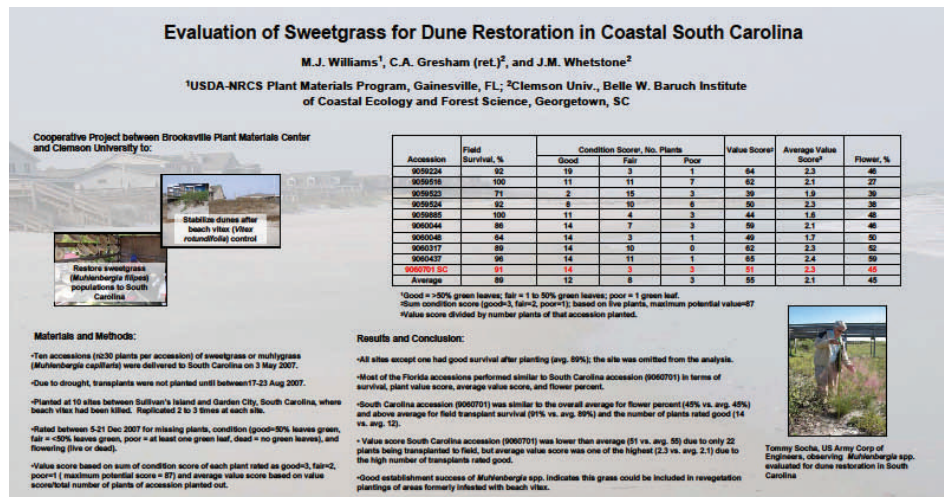 Evaluation of Sweetgrass for Dune Restoration in Coastal South Carolina
M.J. Williams¹, C.A. Gresham (ret.)², and J.M. Whetstone²
¹USDA-NRCS Plant Materials Program, Gainesville, FL; ²Clemson Univ., Belle W. Baruch Institute
of Coastal Ecology and Forest Science, Georgetown, SC
Cooperative Project between Brooksville Plant Materials Center
and Clemson University to:
Stabilize dunes after
beach vitex (Vitex
rotundifolia) control
Restore sweetgrass
(Muhlenbergia filipes)
populations to South
Carolina
Accession Field Survival, % Condition Score¹, No. Plants Value Score² Average Value Score³ Flower, %
Good Fair Poor
9059224 92 19 3 1 64 2.3 46
9059516 100 11 11 7 62 2.1 27
9059523 71 2 15 3 39 1.9 39
9059524 92 8 10 6 50 2.3 38
9059885 100 11 4 3 44 1.6 48
9060044 86 14 7 3 59 2.1 46
9060046 64 14 3 1 49 1.7 50
9060317 89 14 10 0 62 2.3 52
9060437 96 14 11 1 65 2.4 59
9060701 SC 91 14 3 3 51 2.3 45
Average 89 12 8 3 55 2.1 45
¹Good = >50% green leaves; fair = 1 to 50% green leaves; poor = 1 green leaf.
²Sum condition score (good=3, fair=2, poor=1); based on live plants, maximum potential value=87
³Value score divided by number plants of that accession planted.
Materials and Methods:
•Ten accessions (n≥30 plants per accession) of sweetgrass or muhlygrass
(Muhlenbergia capillaris) were delivered to South Carolina on 3 May 2007.
•Due to drought, transplants were not planted until between17-23 Aug 2007.
•Planted at 10 sites between Sullivan's Island and Garden City, South Carolina, where
beach vitex had been killed. Replicated 2 to 3 times at each site.
•Rated between 5-21 Dec 2007 for missing plants, condition (good=50% leaves green,
fair = <50% leaves green, poor = at least one green leaf, dead = no green leaves), and
flowering (live or dead).
•Value score based on sum of condition score of each plant rated as good=3, fair=2,
poor=1 ( maximum potential score = 87) and average value score based on value
score/total number of plants of accession planted out.
Results and Conclusion:
•All sites except one had good survival after planting (avg. 89%); the site was omitted from the analysis.
•Most of the Florida accessions performed similar to South Carolina accession (9060701) in terms of
survival, plant value score, average value score, and flower percent.
•South Carolina accession (9060701) was similar to the overall average for flower percent (45% vs. avg. 45%)
and above average for field transplant survival (91% vs. avg. 89%) and the number of plants rated good (14
vs. avg. 12).
• Value score South Carolina accession (9060701) was lower than average (51 vs. avg. 55) due to only 22
plants being transplanted to field, but average value score was one of the highest (2.3 vs. avg. 2.1) due to
the high number of transplants rated good.
•Good establishment success of Muhlenbergia spp. indicates this grass could be included in revegetation
plantings of areas formerly infested with beach vitex.
Tommy Socha, US Army Corp of
Engineers, observing Muhlenbergia spp.
evaluated for dune restoration in South
Carolina